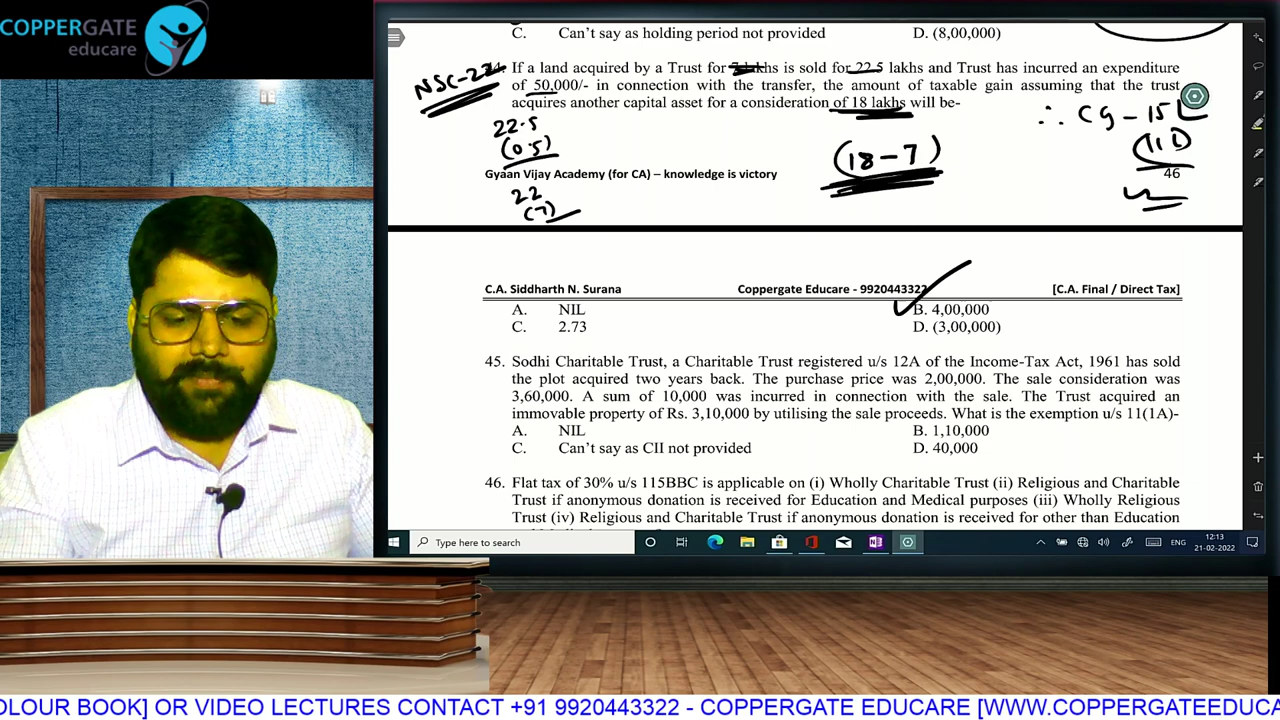 COPPERGATE
educare
C. Can't say as holding period not provided D. (8,00,000)
If a land acquired by a Trust for lakhs is sold for 22.5 lakhs and Trust has incurred an expenditure
of 50,000/- in connection with the transfer, the amount of taxable gain assuming that the trust
acquires another capital asset for a consideration of 18 lakhs will be-
NSC-22
22.5
(0.5)
22
(7)
(18-7)
∴ CG - 15L
Gyaan Vijay Academy (for CA) – knowledge is victory
46
C.A. Siddharth N. Surana Coppergate Educare - 9920443322 [C.A. Final / Direct Tax]
A. NIL B. 4,00,000
C. 2.73 D. (3,00,000)
45. Sodhi Charitable Trust, a Charitable Trust registered u/s 12A of the Income-Tax Act, 1961 has sold
the plot acquired two years back. The purchase price was 2,00,000. The sale consideration was
3,60,000. A sum of 10,000 was incurred in connection with the sale. The Trust acquired an
immovable property of Rs. 3,10,000 by utilising the sale proceeds. What is the exemption u/s 11(1A)-
A. NIL B. 1,10,000
C. Can't say as CII not provided D. 40,000
46. Flat tax of 30% u/s 115BBC is applicable on (i) Wholly Charitable Trust (ii) Religious and Charitable
Trust if anonymous donation is received for Education and Medical purposes (iii) Wholly Religious
Trust (iv) Religious and Charitable Trust if anonymous donation is received for other than Education
Type here to search
ENG
12:13
21-02-2022
OLOUR BOOK] OR VIDEO LECTURES CONTACT +91 9920443322 - COPPERGATE EDUCARE [WWW.COPPERGATEEDUCA